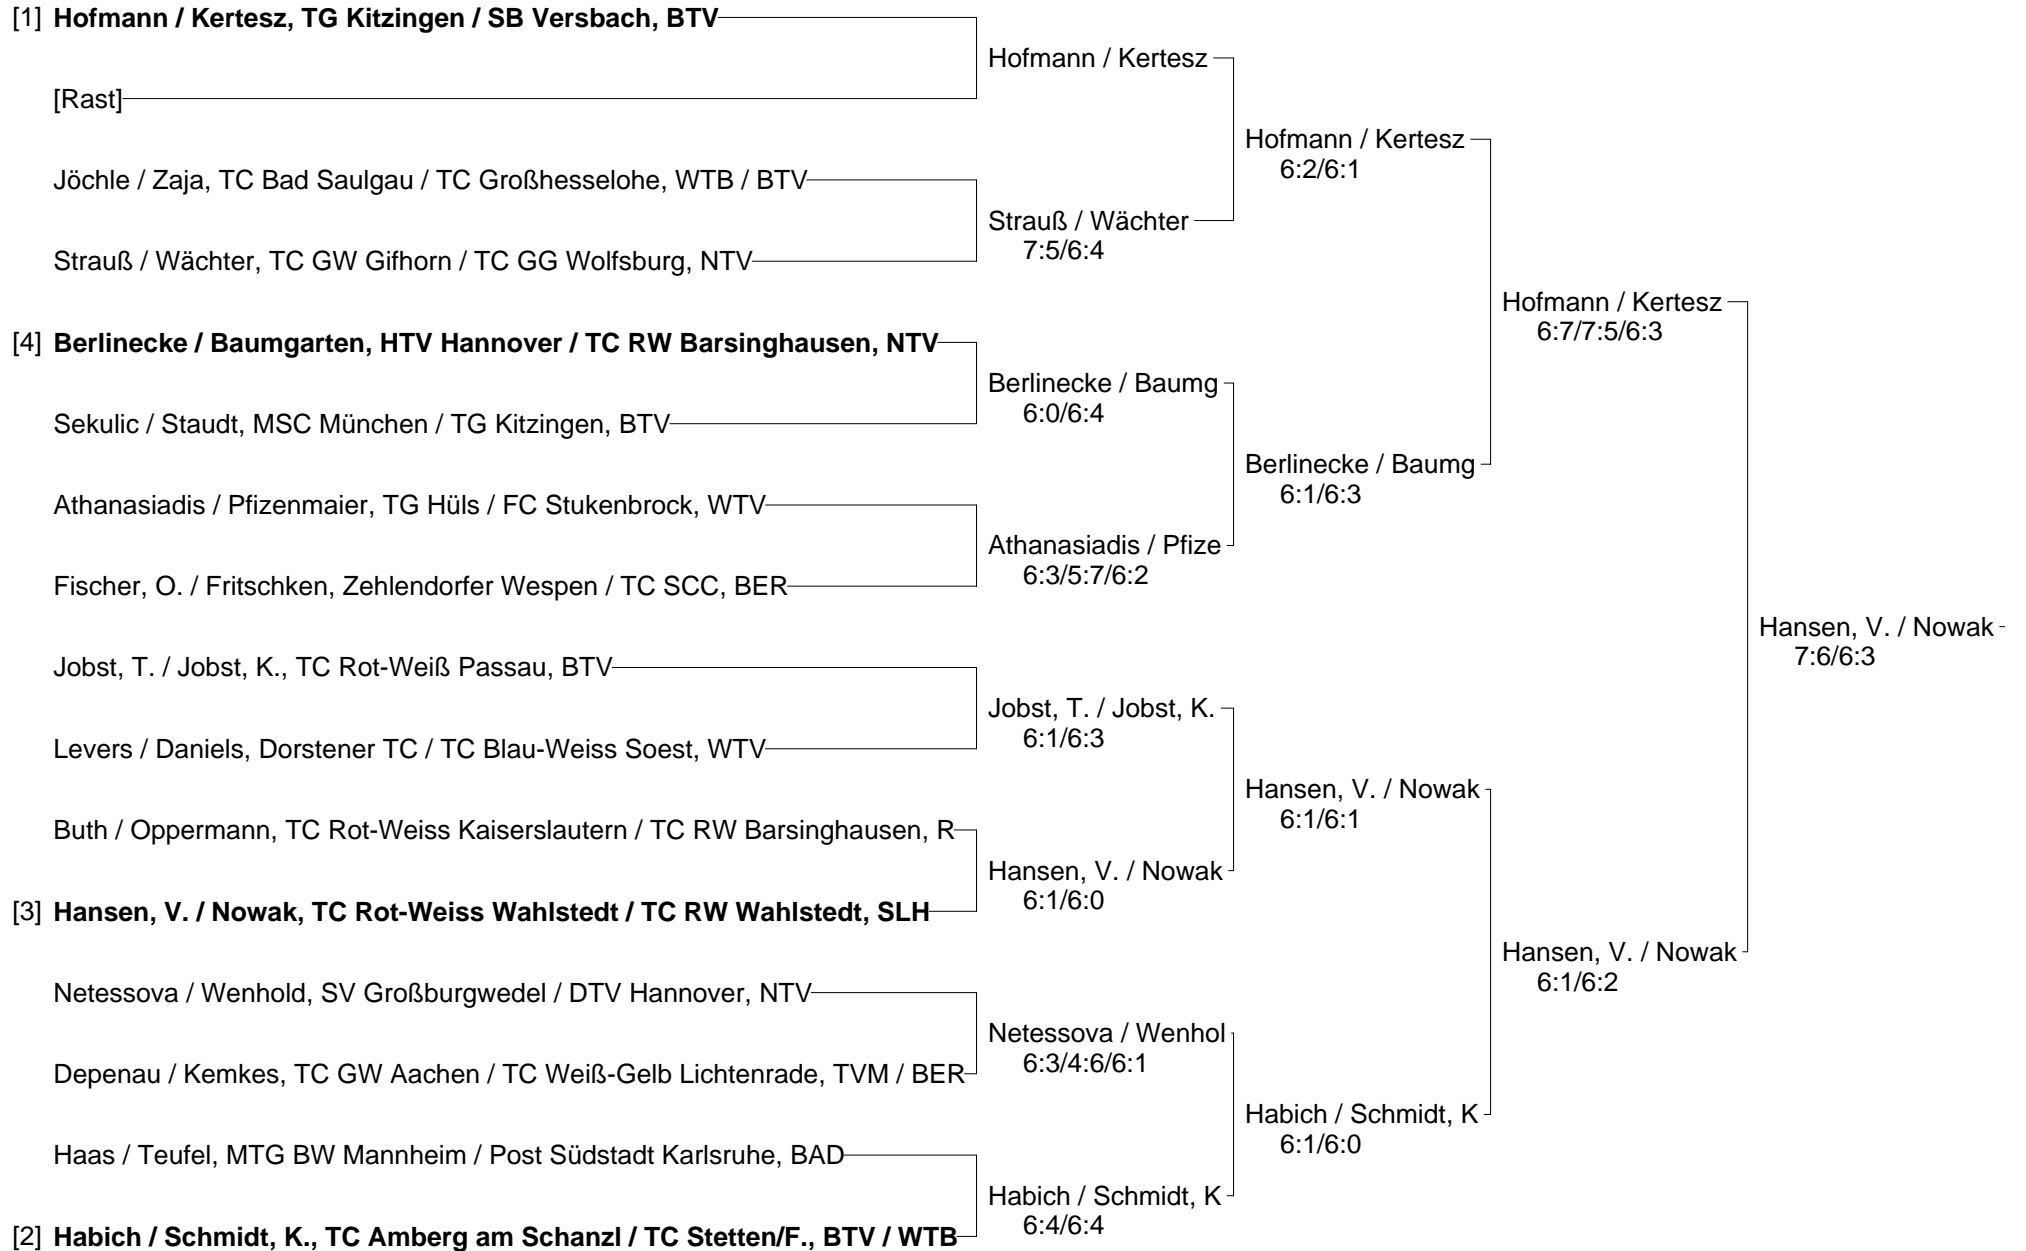 [1] Hofmann / Kertesz, TG Kitzingen / SB Versbach, BTV
Hofmann / Kertesz
[Rast]
Hofmann / Kertesz
6:2/6:1
Jöchle / Zaja, TC Bad Saulgau / TC Großhesselohe, WTB / BTV
Strauß / Wächter
7:5/6:4
Strauß / Wächter, TC GW Gifhorn / TC GG Wolfsburg, NTV
Hofmann / Kertesz
6:7/7:5/6:3
[4] Berlinecke / Baumgarten, HTV Hannover / TC RW Barsinghausen, NTV
Berlinecke / Baumg
6:0/6:4
Sekulic / Staudt, MSC München / TG Kitzingen, BTV
Berlinecke / Baumg
6:1/6:3
Athanasiadis / Pfizenmaier, TG Hüls / FC Stukenbrock, WTV
Athanasiadis / Pfize
6:3/5:7/6:2
Fischer, O. / Fritschken, Zehlendorfer Wespen / TC SCC, BER
Hansen, V. / Nowak
7:6/6:3
Jobst, T. / Jobst, K., TC Rot-Weiß Passau, BTV
Jobst, T. / Jobst, K.
6:1/6:3
Levers / Daniels, Dorstener TC / TC Blau-Weiss Soest, WTV
Hansen, V. / Nowak
6:1/6:1
Buth / Oppermann, TC Rot-Weiss Kaiserslautern / TC RW Barsinghausen, R
Hansen, V. / Nowak
6:1/6:0
[3] Hansen, V. / Nowak, TC Rot-Weiss Wahlstedt / TC RW Wahlstedt, SLH
Hansen, V. / Nowak
6:1/6:2
Netessova / Wenhold, SV Großburgwedel / DTV Hannover, NTV
Netessova / Wenhol
6:3/4:6/6:1
Depenau / Kemkes, TC GW Aachen / TC Weiß-Gelb Lichtenrade, TVM / BER
Habich / Schmidt, K
6:1/6:0
Haas / Teufel, MTG BW Mannheim / Post Südstadt Karlsruhe, BAD
Habich / Schmidt, K
6:4/6:4
[2] Habich / Schmidt, K., TC Amberg am Schanzl / TC Stetten/F., BTV / WTB